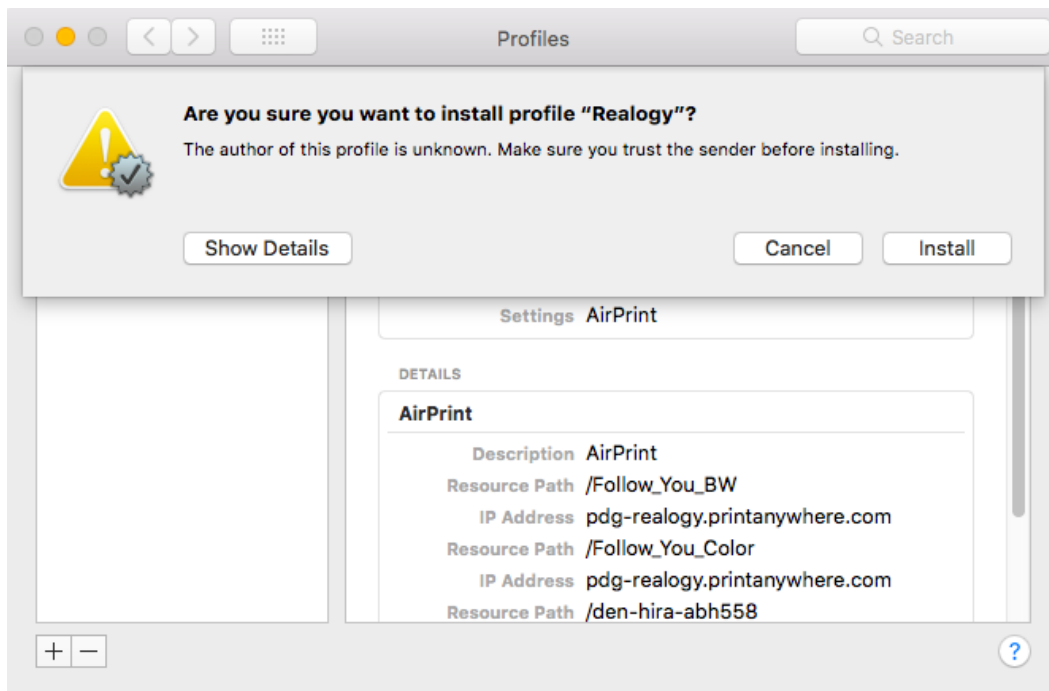 Profiles
Search
Are you sure you want to install profile “Realogy”?
The author of this profile is unknown. Make sure you trust the sender before installing.
Show Details
Cancel
Install
Settings AirPrint
DETAILS
AirPrint
Description AirPrint
Resource Path /Follow_You_BW
IP Address pdg-realogy.printanywhere.com
Resource Path /Follow_You_Color
IP Address pdg-realogy.printanywhere.com
Resource Path /den-hira-abh558
+ −
?